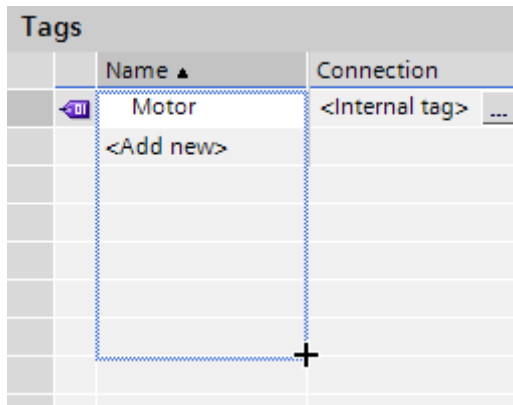 Tags
Name ▲ Connection
Motor <Internal tag> ...
<Add new>